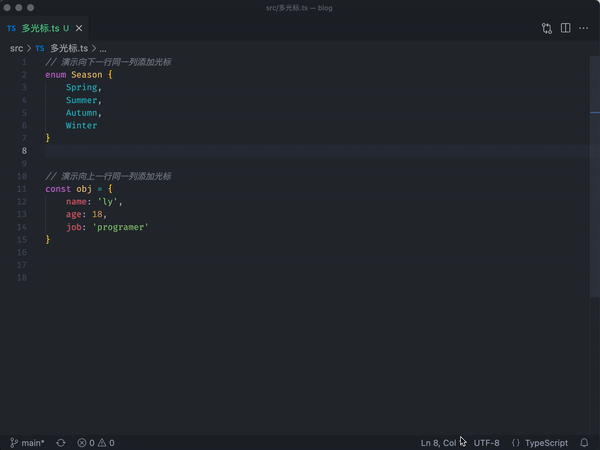 src/多光标.ts — blog
TS 多光标.ts U
src TS 多光标.ts ...
1 // 演示向下一行同一列添加光标
2 enum Season {
3 Spring,
4 Summer,
5 Autumn,
6 Winter
7 }
8
9
10 // 演示向上一行同一列添加光标
11 const obj = {
12 name: 'ly',
13 age: 18,
14 job: 'programer'
15 }
16
17
18
main* 0 0 Ln 8, Col UTF-8 {} TypeScript